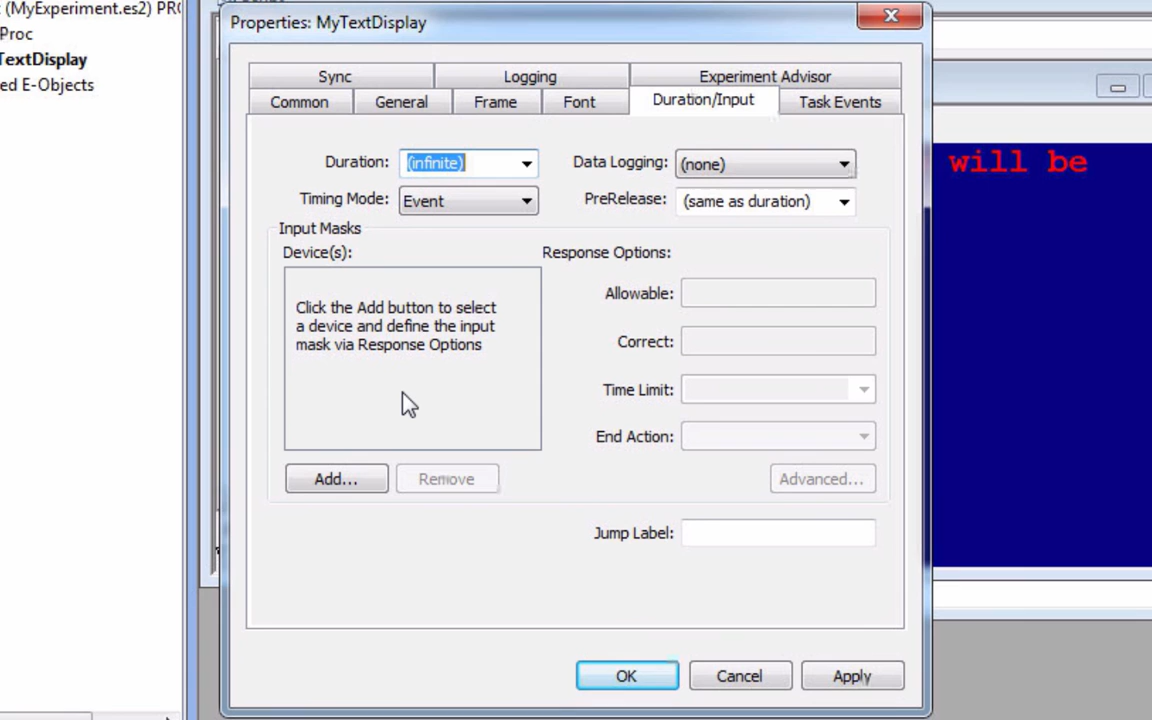 (MyExperiment.es2) PR
Proc
TextDisplay
ed E-Objects
Properties: MyTextDisplay
Sync
Logging
Experiment Advisor
Common
General
Frame
Font
Duration/Input
Task Events
Duration:
(infinite)
Data Logging:
(none)
Timing Mode:
Event
PreRelease:
(same as duration)
Input Masks
Device(s):
Response Options:
Click the Add button to select
a device and define the input
mask via Response Options
Allowable:
Correct:
Time Limit:
End Action:
Add...
Remove
Advanced...
Jump Label:
OK
Cancel
Apply
will be